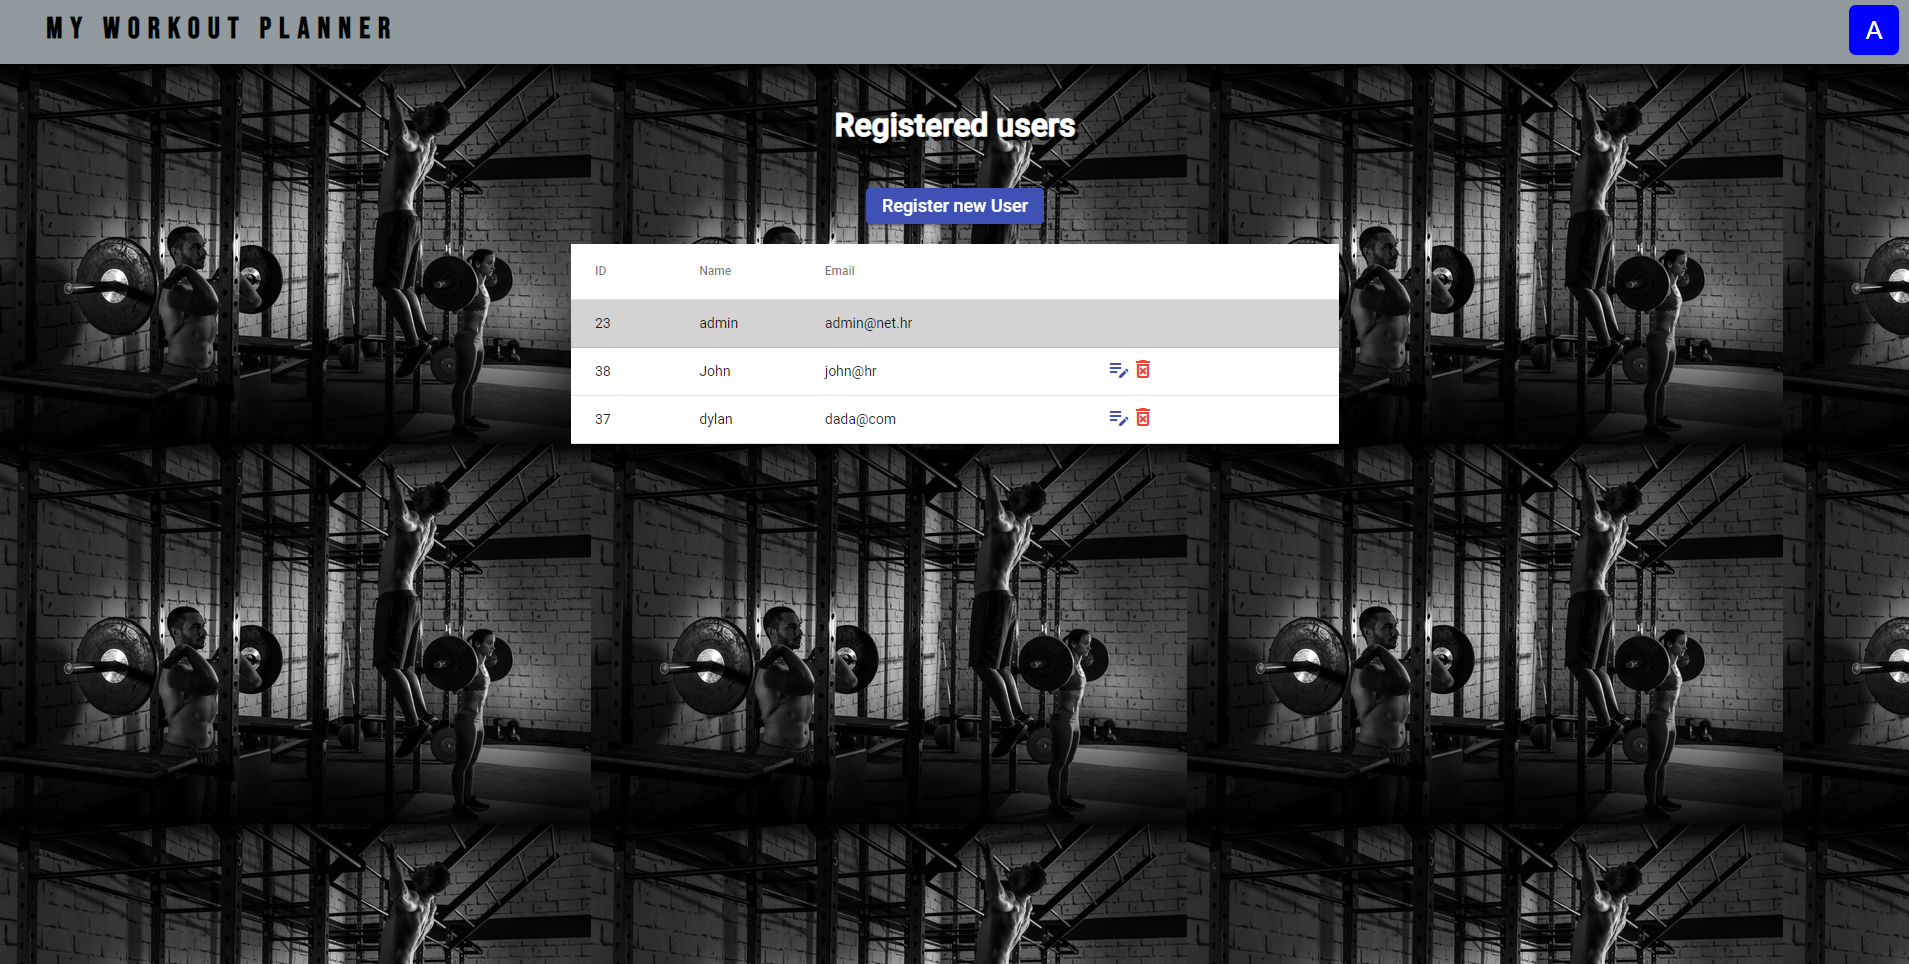 MY WORKOUT PLANNER
A
Registered users
Register new User
ID Name Email
23 admin admin@net.hr
38 John john@hr
37 dylan dada@com